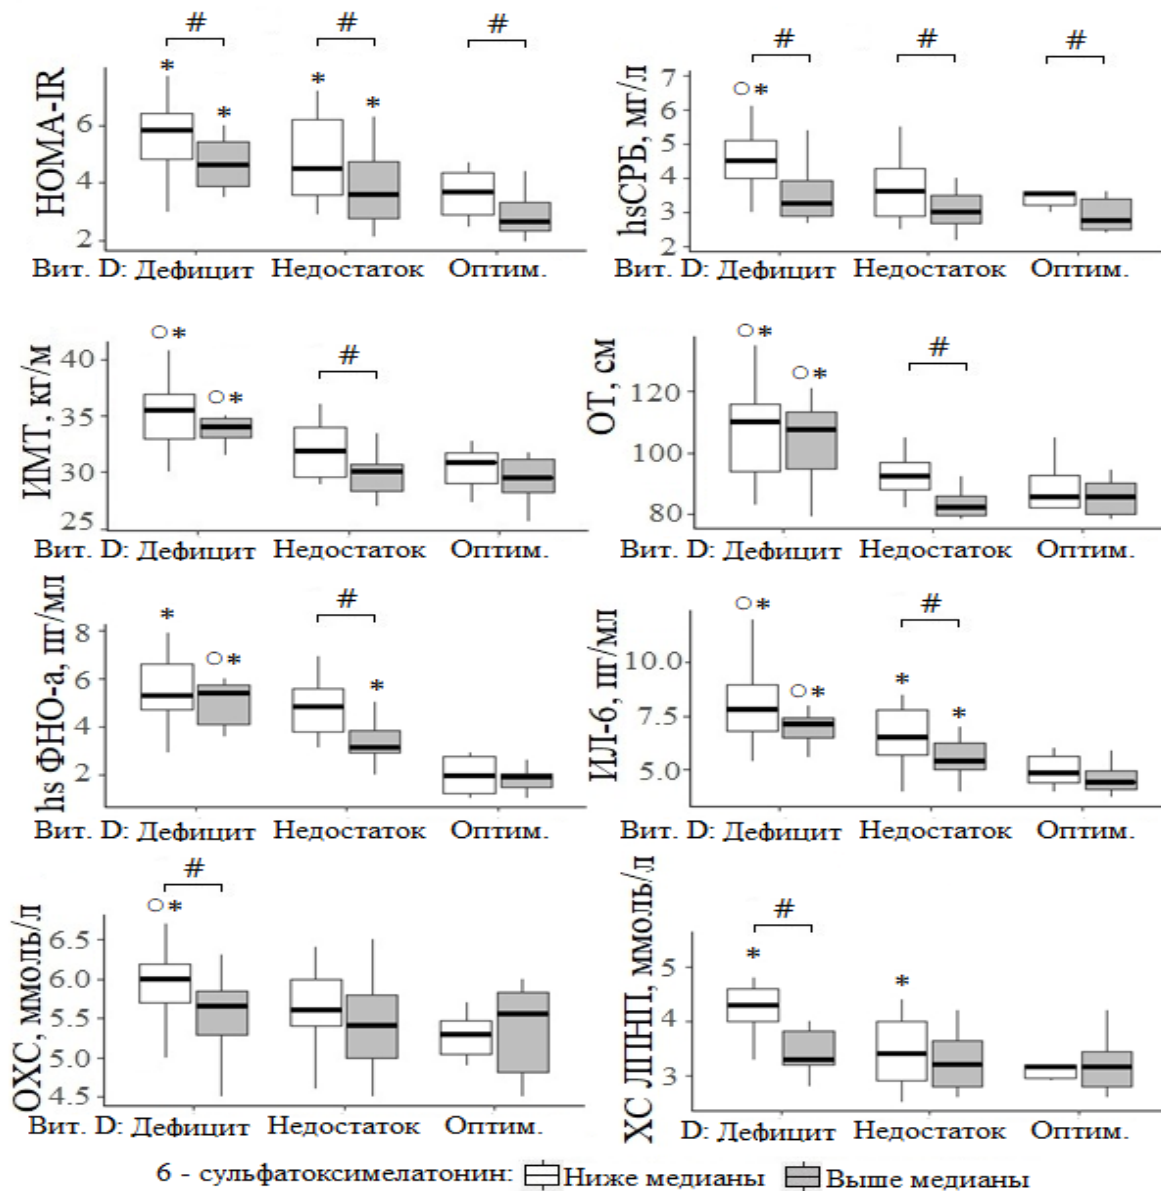 # # #
HOMA-IR
* * * *
6
4
2
Вит. D: Дефицит Недостаток Оптим.
# # #
hsСРБ, мг/л
○*
7
6
5
4
3
2
Вит. D: Дефицит Недостаток Оптим.
ИМТ, кг/м
○* ○* #
40
35
30
25
Вит. D: Дефицит Недостаток Оптим.
ОТ, см
○* ○* #
120
100
80
Вит. D: Дефицит Недостаток Оптим.
hs ФНО-а, пг/мл
* ○* # *
8
6
4
2
Вит. D: Дефицит Недостаток Оптим.
ИЛ-6, пг/мл
○* ○* # * *
10.0
7.5
5.0
Вит. D: Дефицит Недостаток Оптим.
ОХС, ммоль/л
# ○*
6.5
6.0
5.5
5.0
4.5
Вит. D: Дефицит Недостаток Оптим.
ХС ЛПНП, ммоль/л
# * *
5
4
3
D: Дефицит Недостаток Оптим.
6 - сульфатоксимелатонин: Ниже медианы Выше медианы